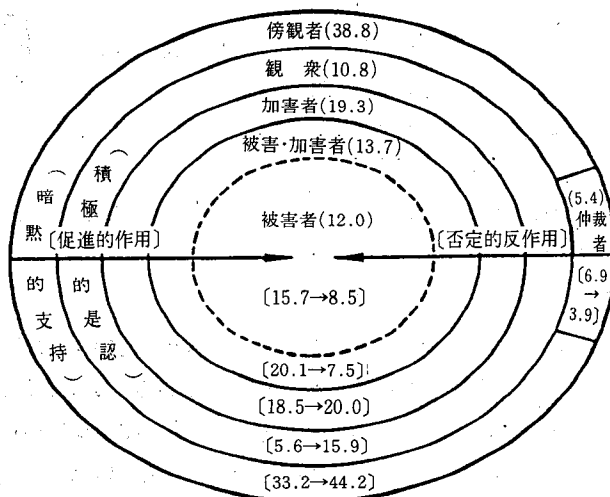 傍観者(38.8)
観 衆(10.8)
加害者(19.3)
被害・加害者(13.7)
被害者(12.0)
(暗黙的支持)
(積極的是認)
〔促進的作用〕
〔否定的反作用〕
(5.4)
仲裁者
〔6.9→3.9〕
〔15.7→8.5〕
〔20.1→7.5〕
〔18.5→20.0〕
〔5.6→15.9〕
〔33.2→44.2〕